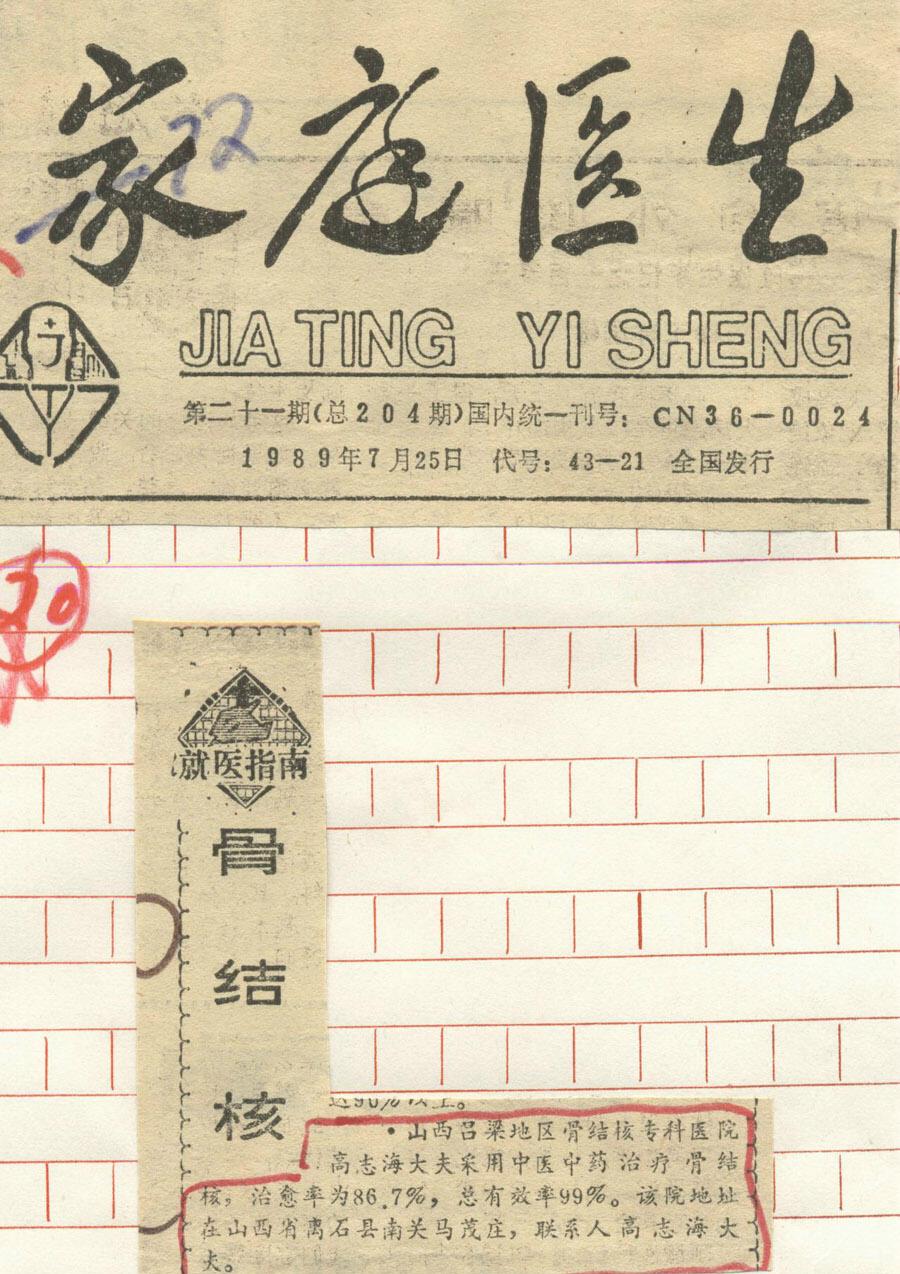 家庭医生
双
JIA TING YI SHENG
第二十一期(总204期)国内统一刊号:CN36—0024
1989年7月25日 代号:43—21 全国发行
20
就医指南
骨结核
达90%以上。
·山西吕梁地区骨结核专科医院
高志海大夫采用中医中药治疗骨结
核,治愈率为86.7%,总有效率99%。该院地址
在山西省离石县南关马茂庄,联系人高志海大
夫。